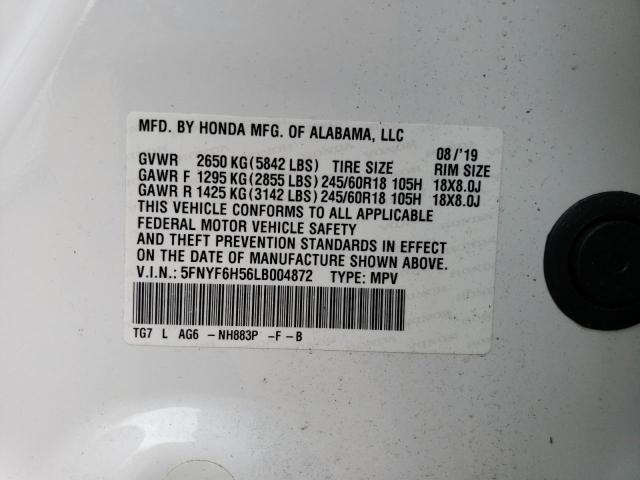 MFD. BY HONDA MFG. OF ALABAMA, LLC 08/'19
GVWR 2650 KG(5842 LBS) TIRE SIZE RIM SIZE
GAWR F 1295 KG(2855 LBS)245/60R18 105H 18X8.0J
GAWR R 1425 KG(3142 LBS)245/60R18 105H 18X8.0J
THIS VEHICLE CONFORMS TO ALL APPLICABLE
FEDERAL MOTOR VEHICLE SAFETY
AND THEFT PREVENTION STANDARDS IN EFFECT
ON THE DATE OF MANUFACTURE SHOWN ABOVE.
V.I.N.: 5FNYF6H56LB004872 TYPE: MPV
TG7 L AG6 - NH883P -F - B